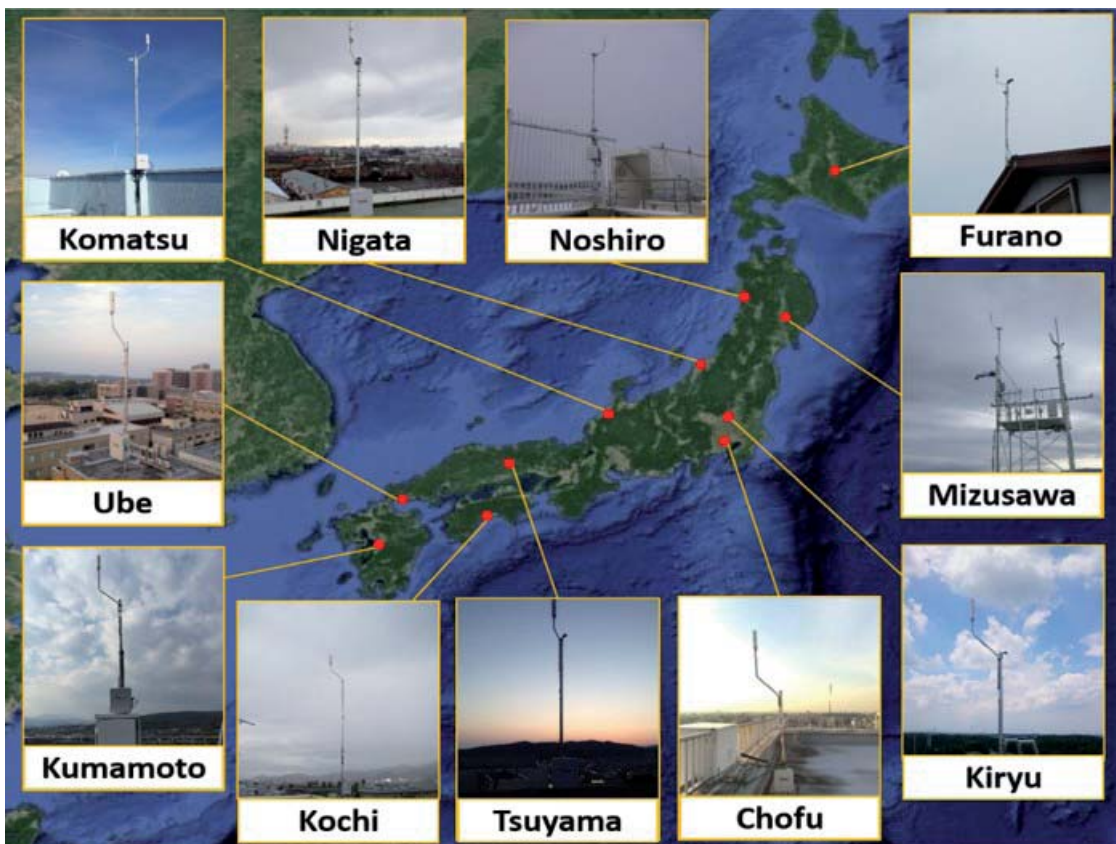 Komatsu
Nigata
Noshiro
Furano
Ube
Mizusawa
Kumamoto
Kochi
Tsuyama
Chofu
Kiryu